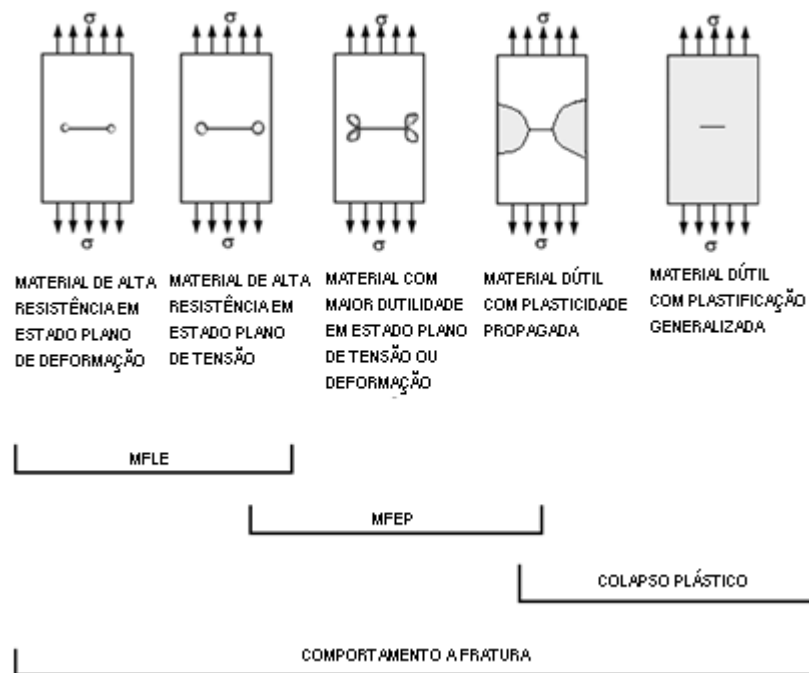 σ σ σ σ σ
σ σ σ σ σ
MATERIAL DE ALTA
RESISTÊNCIA EM
ESTADO PLANO
DE DEFORMAÇÃO
MATERIAL DE ALTA
RESISTÊNCIA EM
ESTADO PLANO
DE TENSÃO
MATERIAL COM
MAIOR DUTILIDADE
EM ESTADO PLANO
DE TENSÃO OU
DEFORMAÇÃO
MATERIAL DÚTIL
COM PLASTICIDADE
PROPAGADA
MATERIAL DÚTIL
COM PLASTIFICAÇÃO
GENERALIZADA
MFLE
MFEP
COLAPSO PLÁSTICO
COMPORTAMENTO A FRATURA